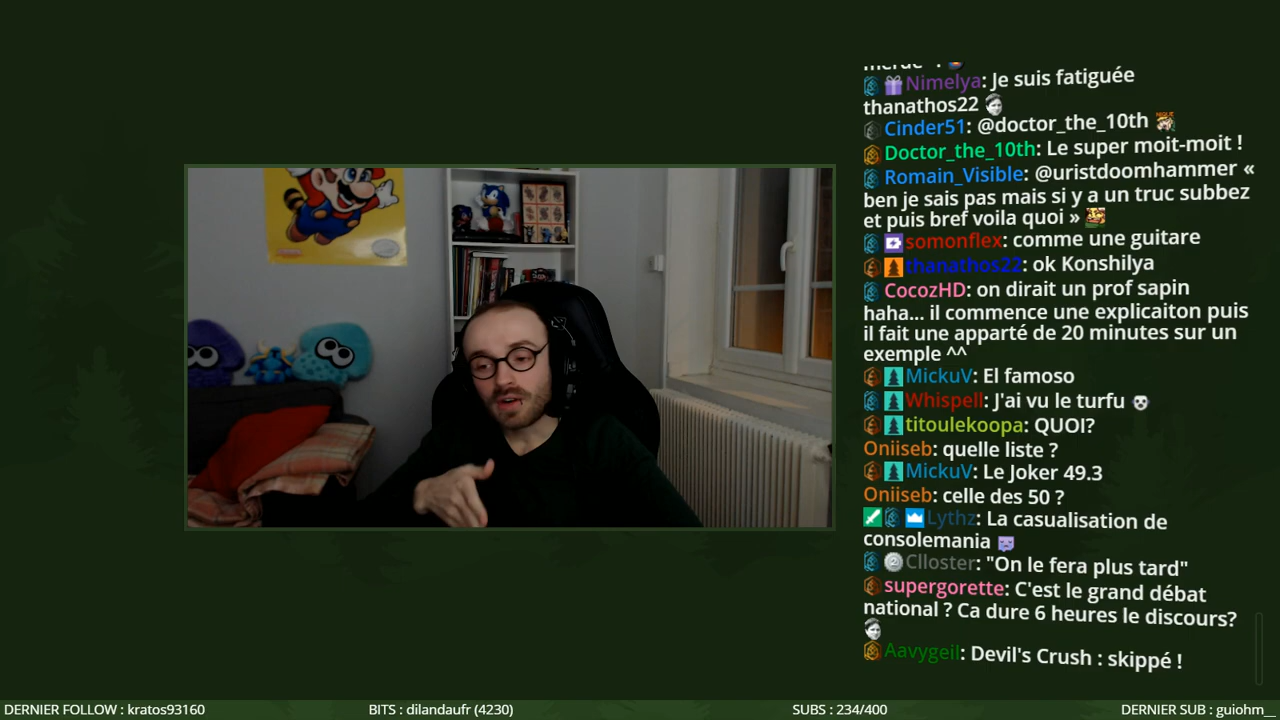 Nimelya: Je suis fatiguée
thanathos22
Cinder51: @doctor_the_10th
Doctor_the_10th: Le super moit-moit !
Romain_Visible: @uristdoomhammer «
ben je sais pas mais si y a un truc subbez
et puis bref voila quoi »
somonflex: comme une guitare
thanathos22: ok Konshilya
CocozHD: on dirait un prof sapin
haha... il commence une explicaiton puis
il fait une apparté de 20 minutes sur un
exemple ^^
MickuV: El famoso
Whispell: J'ai vu le turfu
titoulekoopa: QUOI?
Oniiseb: quelle liste ?
MickuV: Le Joker 49.3
Oniiseb: celle des 50 ?
Lythz: La casualisation de
consolemania
Clloster: "On le fera plus tard"
supergorette: C'est le grand débat
national ? Ca dure 6 heures le discours?
Aavygeil: Devil's Crush : skippé !
DERNIER FOLLOW : kratos93160
BITS : dilandaufr (4230)
SUBS : 234/400
DERNIER SUB : guiohm__